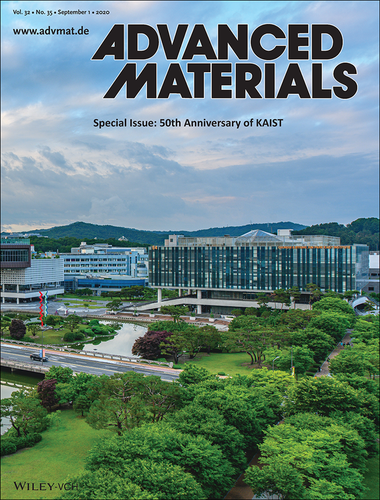 Vol. 32 • No. 35 • September 1 • 2020
www.advmat.de
ADVANCED
MATERIALS
Special Issue: 50th Anniversary of KAIST
WILEY-VCH